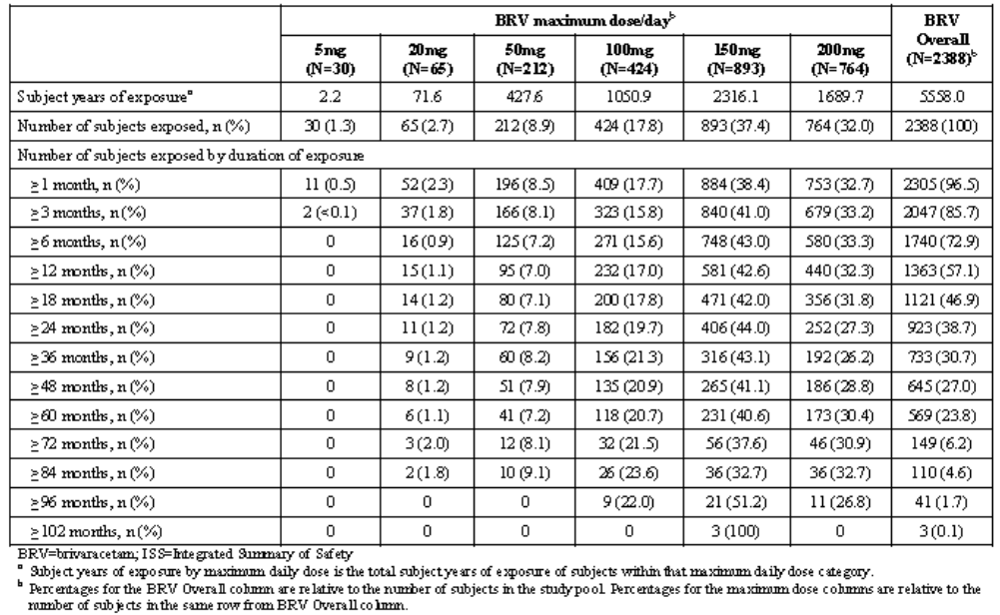 BRV maximum dose/dayᵇ BRV Overall (N=2388)ᵇ
5mg (N=30) 20mg (N=65) 50mg (N=212) 100mg (N=424) 150mg (N=893) 200mg (N=764)
Subject years of exposureᵃ 2.2 71.6 427.6 1050.9 2316.1 1689.7 5558.0
Number of subjects exposed, n (%) 30 (1.3) 65 (2.7) 212 (8.9) 424 (17.8) 893 (37.4) 764 (32.0) 2388 (100)
Number of subjects exposed by duration of exposure
≥1 month, n (%) 11 (0.5) 52 (2.3) 196 (8.5) 409 (17.7) 884 (38.4) 753 (32.7) 2305 (96.5)
≥3 months, n (%) 2 (<0.1) 37 (1.8) 166 (8.1) 323 (15.8) 840 (41.0) 679 (33.2) 2047 (85.7)
≥6 months, n (%) 0 16 (0.9) 125 (7.2) 271 (15.6) 748 (43.0) 580 (33.3) 1740 (72.9)
≥12 months, n (%) 0 15 (1.1) 95 (7.0) 232 (17.0) 581 (42.6) 440 (32.3) 1363 (57.1)
≥18 months, n (%) 0 14 (1.2) 80 (7.1) 200 (17.8) 471 (42.0) 356 (31.8) 1121 (46.9)
≥24 months, n (%) 0 11 (1.2) 72 (7.8) 182 (19.7) 406 (44.0) 252 (27.3) 923 (38.7)
≥36 months, n (%) 0 9 (1.2) 60 (8.2) 156 (21.3) 316 (43.1) 192 (26.2) 733 (30.7)
≥48 months, n (%) 0 8 (1.2) 51 (7.9) 135 (20.9) 265 (41.1) 186 (28.8) 645 (27.0)
≥60 months, n (%) 0 6 (1.1) 41 (7.2) 118 (20.7) 231 (40.6) 173 (30.4) 569 (23.8)
≥72 months, n (%) 0 3 (2.0) 12 (8.1) 32 (21.5) 56 (37.6) 46 (30.9) 149 (6.2)
≥84 months, n (%) 0 2 (1.8) 10 (9.1) 26 (23.6) 36 (32.7) 36 (32.7) 110 (4.6)
≥96 months, n (%) 0 0 0 9 (22.0) 21 (51.2) 11 (26.8) 41 (1.7)
≥102 months, n (%) 0 0 0 0 3 (100) 0 3 (0.1)
BRV=brivaracetam; ISS=Integrated Summary of Safety
ᵃ Subject years of exposure by maximum daily dose is the total subject years of exposure of subjects within that maximum daily dose category.
ᵇ Percentages for the BRV Overall column are relative to the number of subjects in the study pool. Percentages for the maximum dose columns are relative to the
number of subjects in the same row from BRV Overall column.